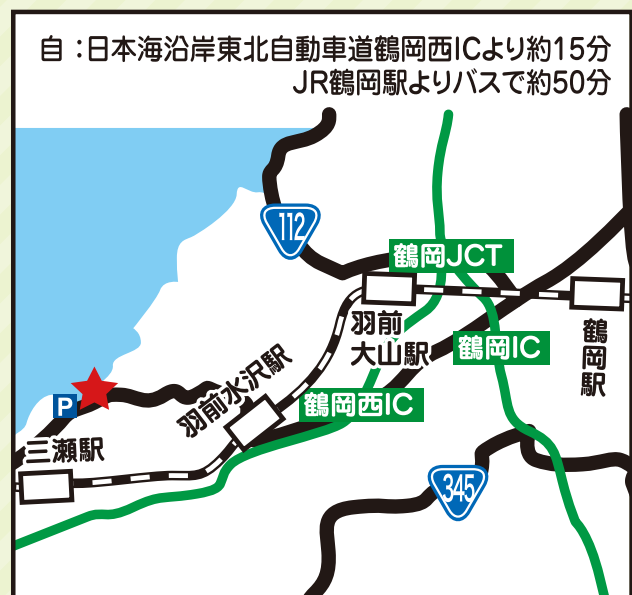 自：日本海沿岸東北自動車道鶴岡西ICより約15分
JR鶴岡駅よりバスで約50分
112
鶴岡JCT
羽前
大山駅
鶴岡IC
鶴岡駅
羽前水沢駅
鶴岡西IC
P
三瀬駅
345